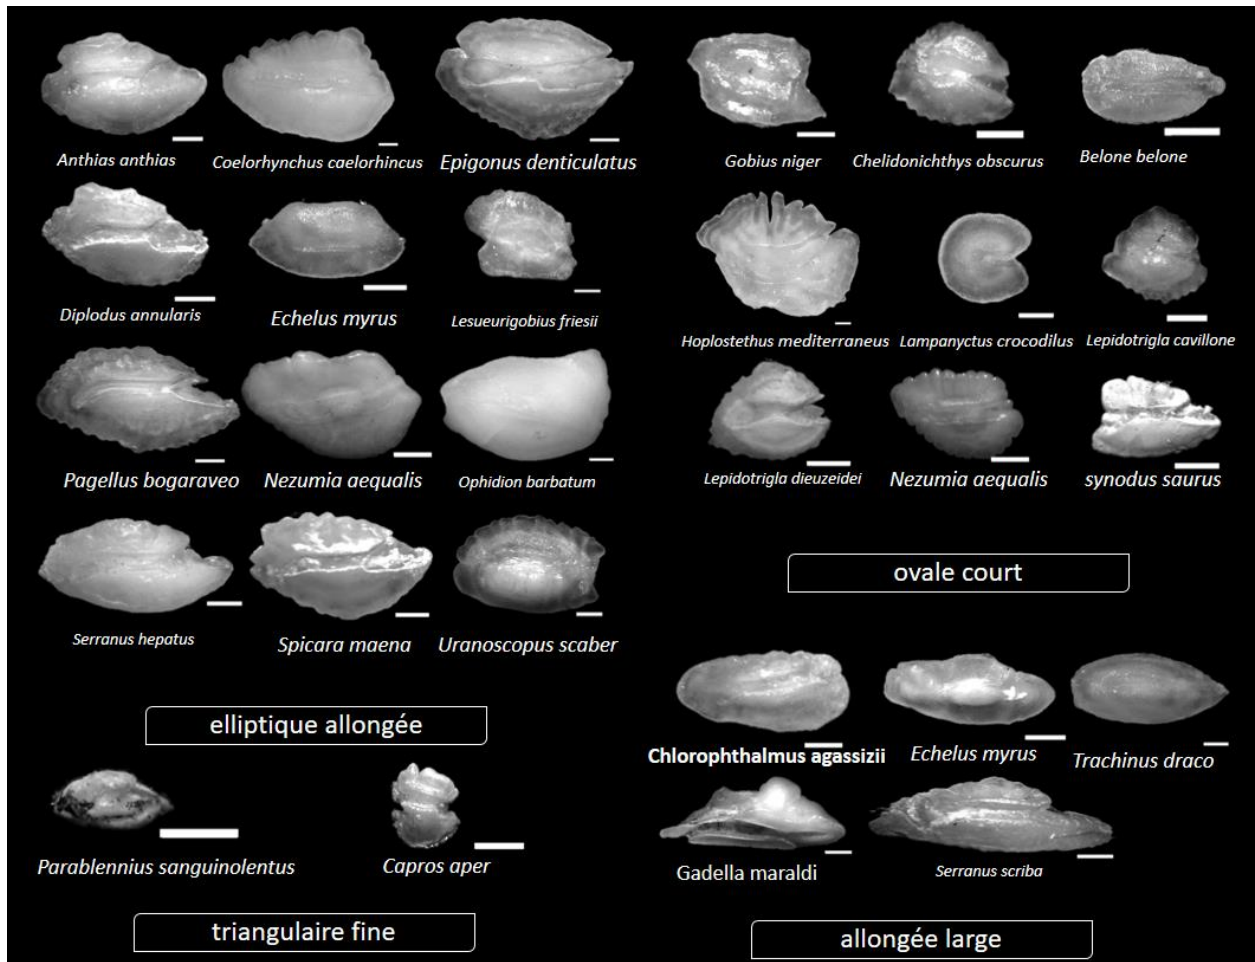 Anthias anthias
Coelorhynchus caelorhincus
Epigonus denticulatus
Diplodus annularis
Echelus myrus
Lesueurigobius friesii
Pagellus bogaraveo
Nezumia aequalis
Ophidion barbatum
Serranus hepatus
Spicara maena
Uranoscopus scaber
elliptique allongée
Gobius niger
Chelidonichthys obscurus
Belone belone
Hoplostethus mediterraneus
Lampanyctus crocodilus
Lepidotrigla cavillone
Lepidotrigla dieuzeidei
Nezumia aequalis
synodus saurus
ovale court
Parablennius sanguinolentus
Capros aper
triangulaire fine
Chlorophthalmus agassizii
Echelus myrus
Trachinus draco
Gadella maraldi
Serranus scriba
allongée large